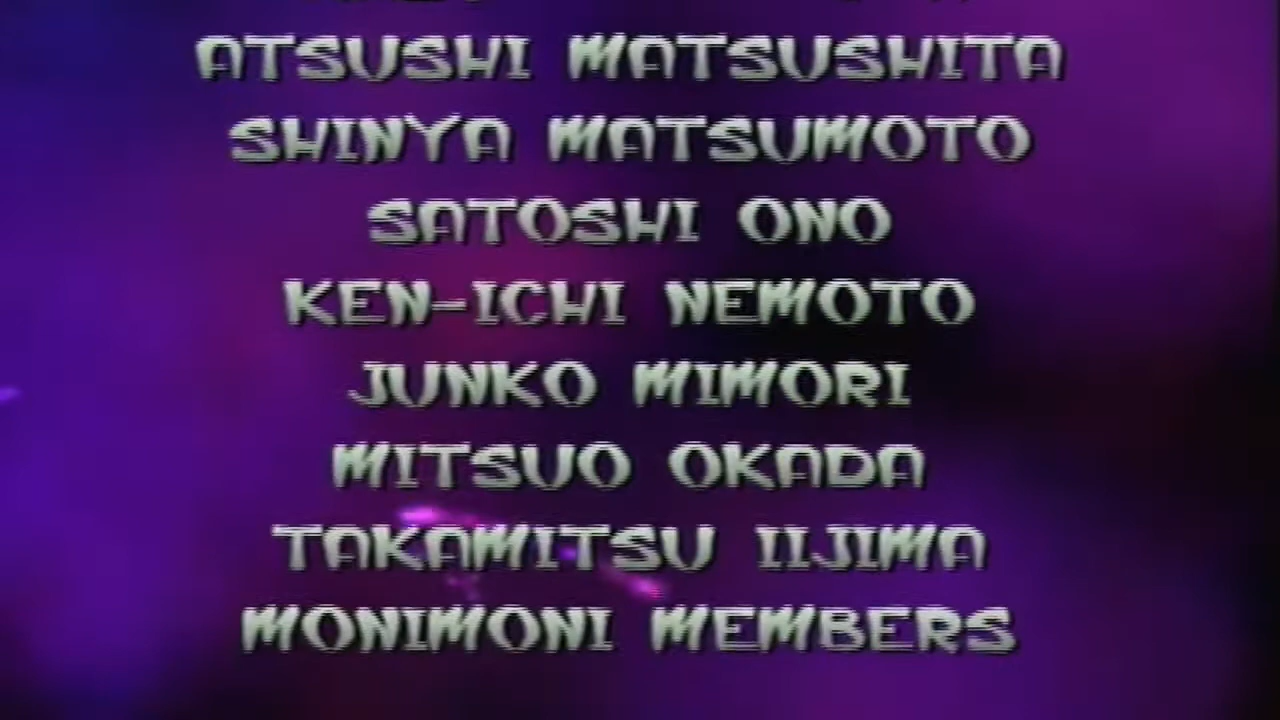 ATSUSHI MATSUSHITA
SHINYA MATSUMOTO
SATOSHI ONO
KEN-ICHI NEMOTO
JUNKO MIMORI
MITSUO OKADA
TAKAMITSU IIJIMA
MONIMONI MEMBERS